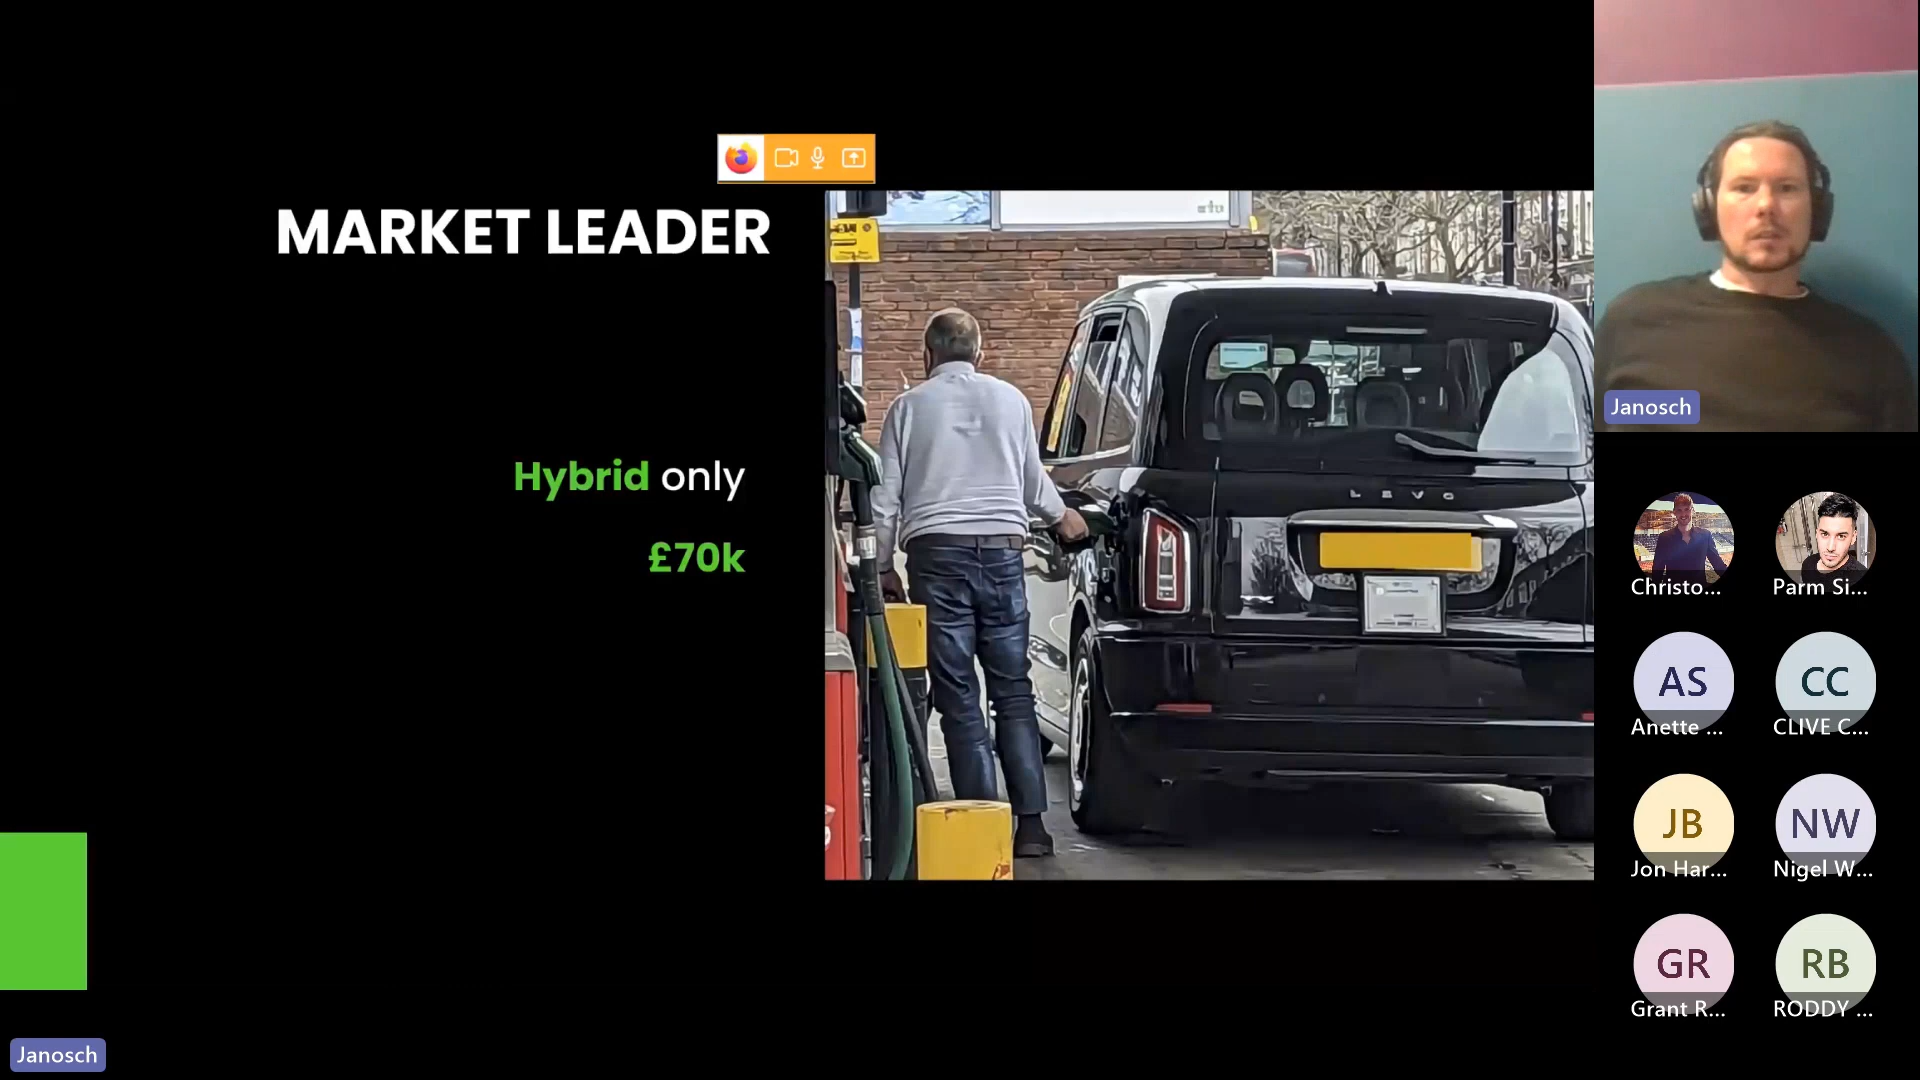 MARKET LEADER
Hybrid only
£70k
LEVC
Janosch
Christo...
Parm Si...
AS
Anette ...
CC
CLIVE C...
JB
Jon Har...
NW
Nigel W...
GR
Grant R...
RB
RODDY ...
Janosch